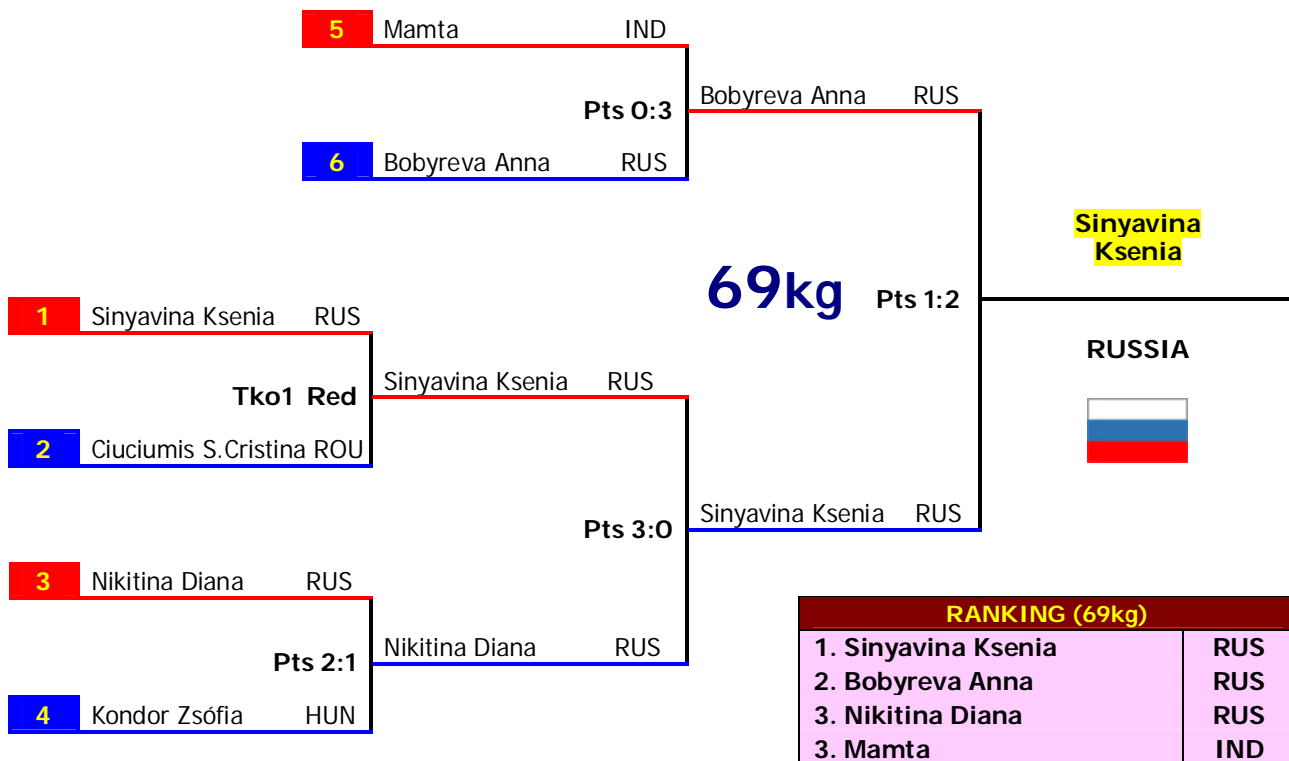 5 Mamta IND
Pts 0:3
Bobyreva Anna RUS
6 Bobyreva Anna RUS
Sinyavina
Ksenia
69kg Pts 1:2
RUSSIA
1 Sinyavina Ksenia RUS
Tko1 Red
Sinyavina Ksenia RUS
2 Ciuciumis S.Cristina ROU
Pts 3:0
Sinyavina Ksenia RUS
3 Nikitina Diana RUS
Pts 2:1
Nikitina Diana RUS
4 Kondor Zsófia HUN
RANKING (69kg)
1. Sinyavina Ksenia RUS
2. Bobyreva Anna RUS
3. Nikitina Diana RUS
3. Mamta IND